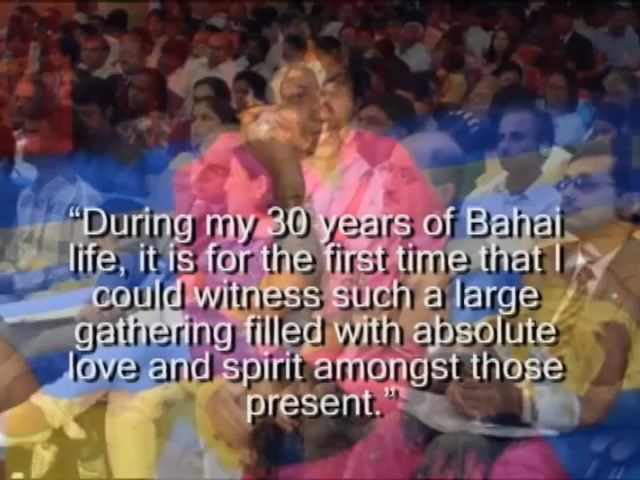 “During my 30 years of Bahai
life, it is for the first time that I
could witness such a large
gathering filled with absolute
love and spirit amongst those
present.”